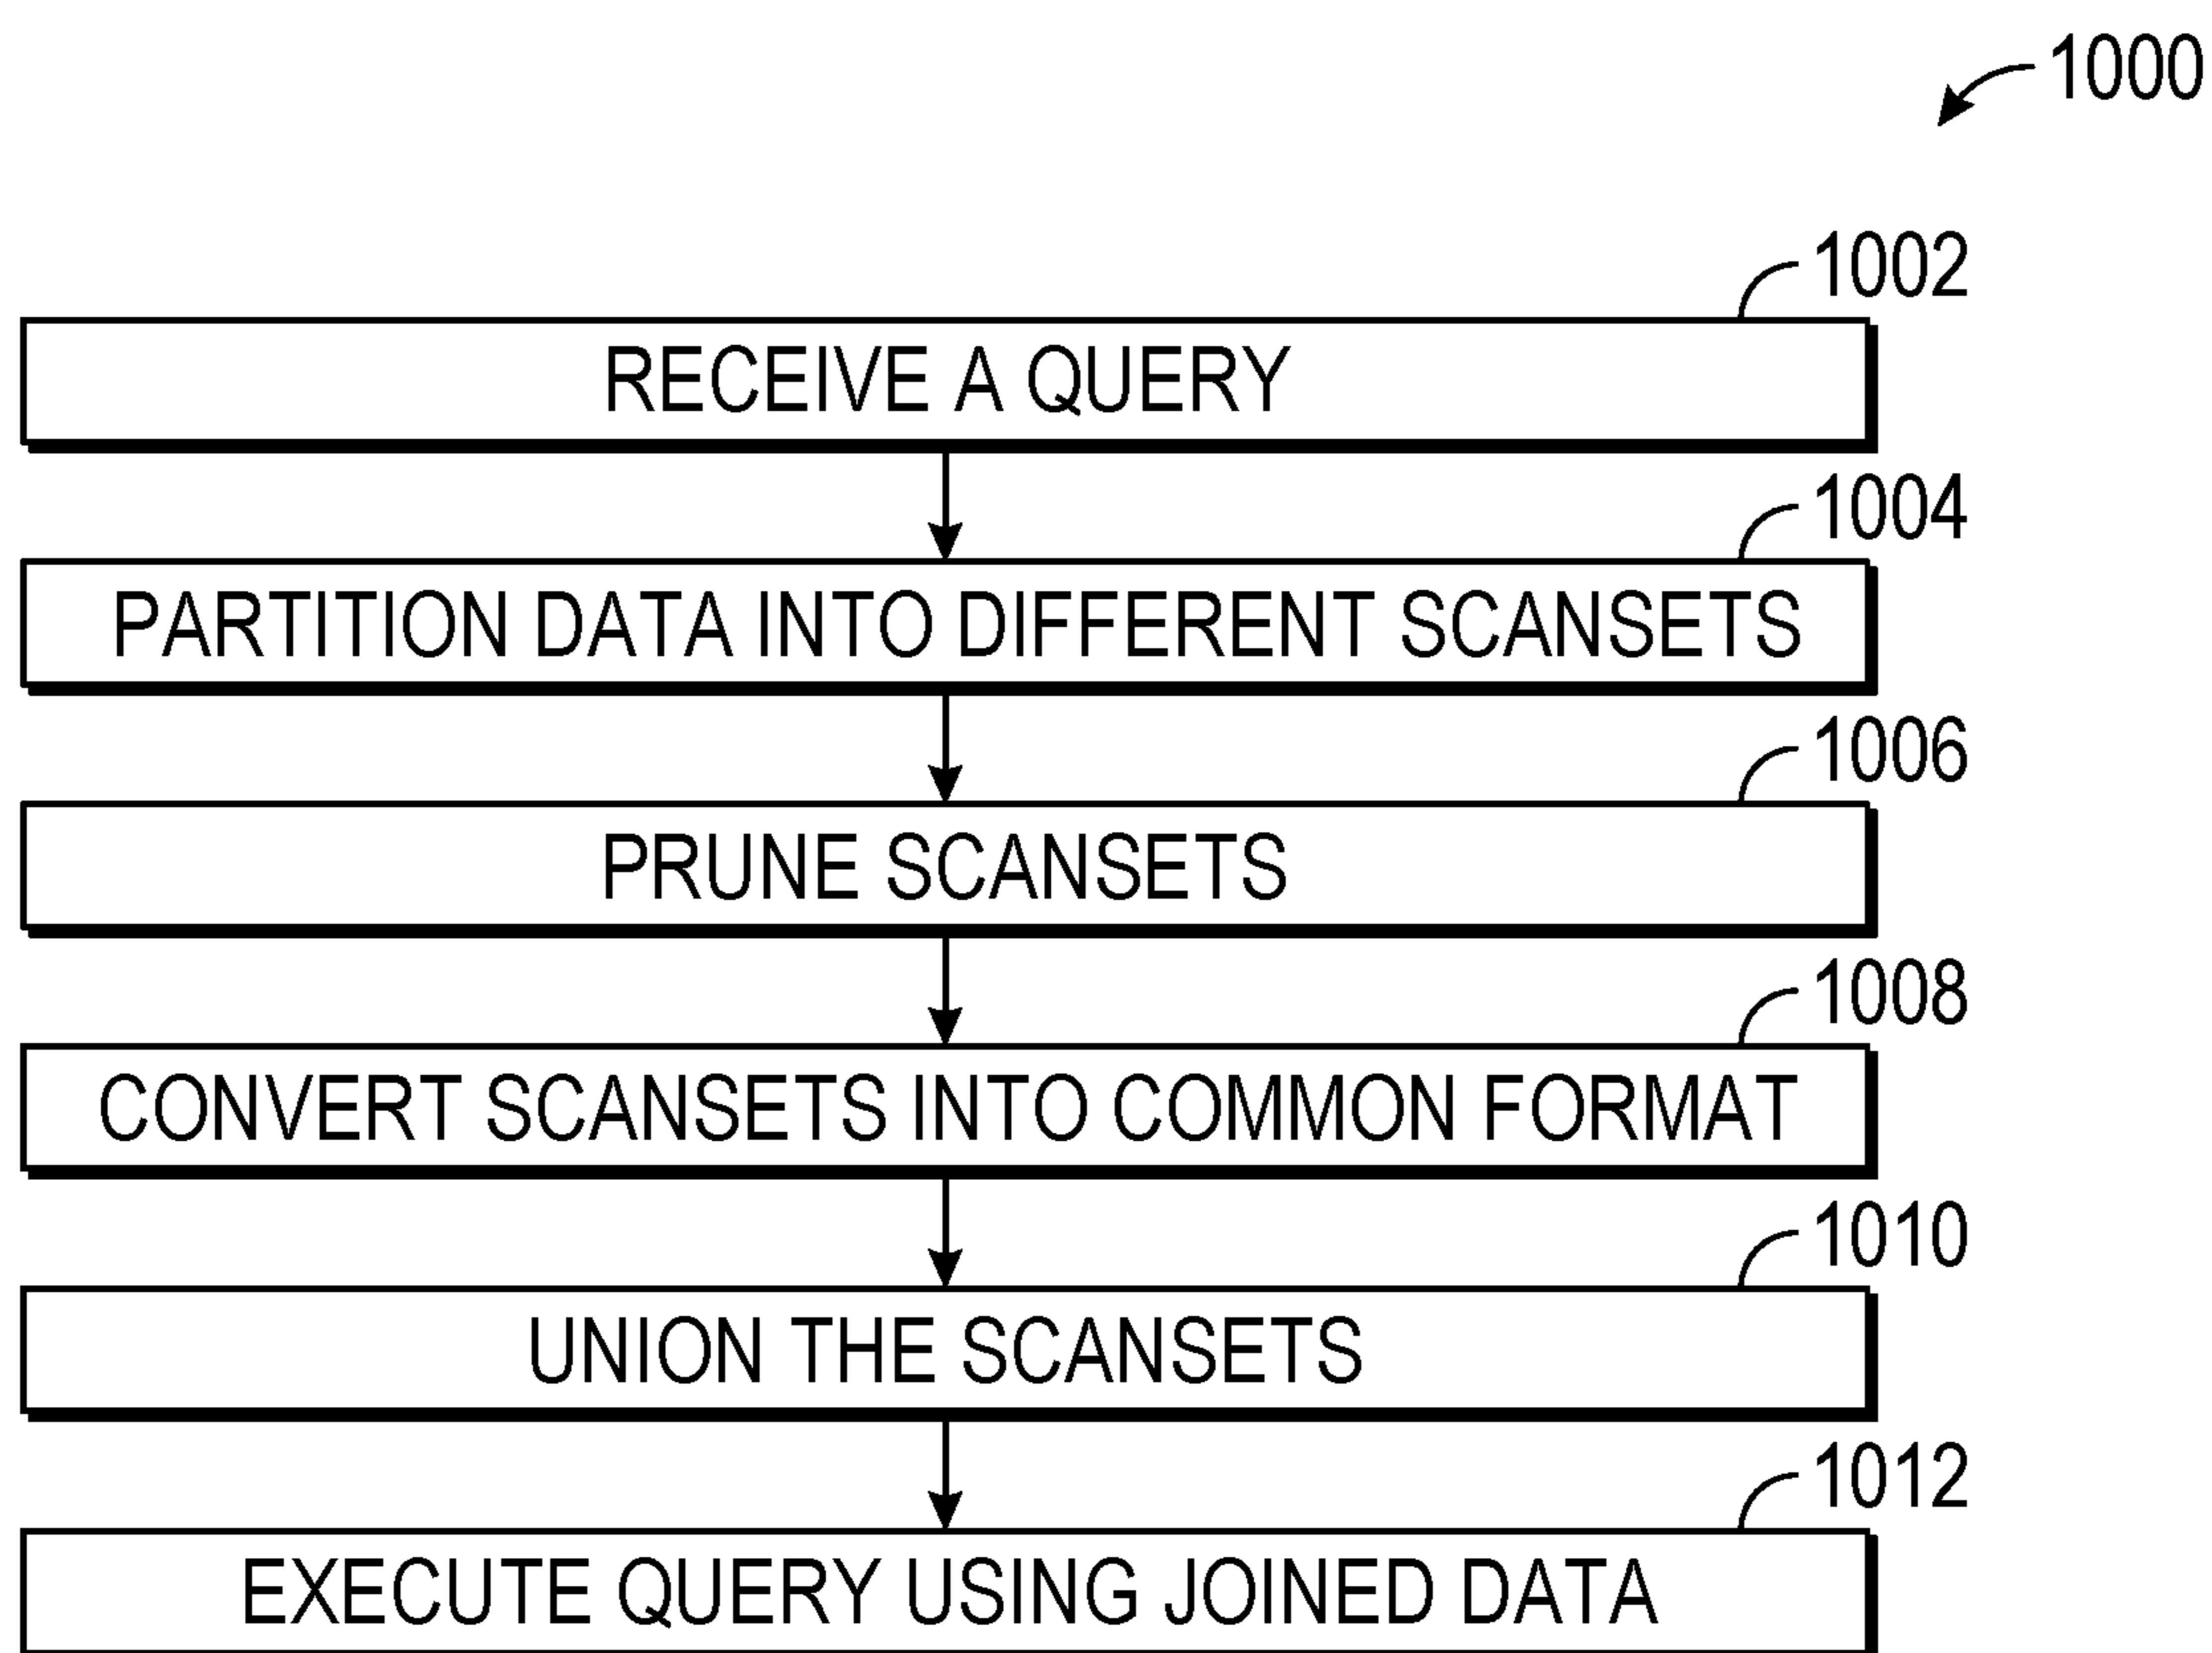 1000
1002
RECEIVE A QUERY
1004
PARTITION DATA INTO DIFFERENT SCANSETS
1006
PRUNE SCANSETS
1008
CONVERT SCANSETS INTO COMMON FORMAT
1010
UNION THE SCANSETS
1012
EXECUTE QUERY USING JOINED DATA